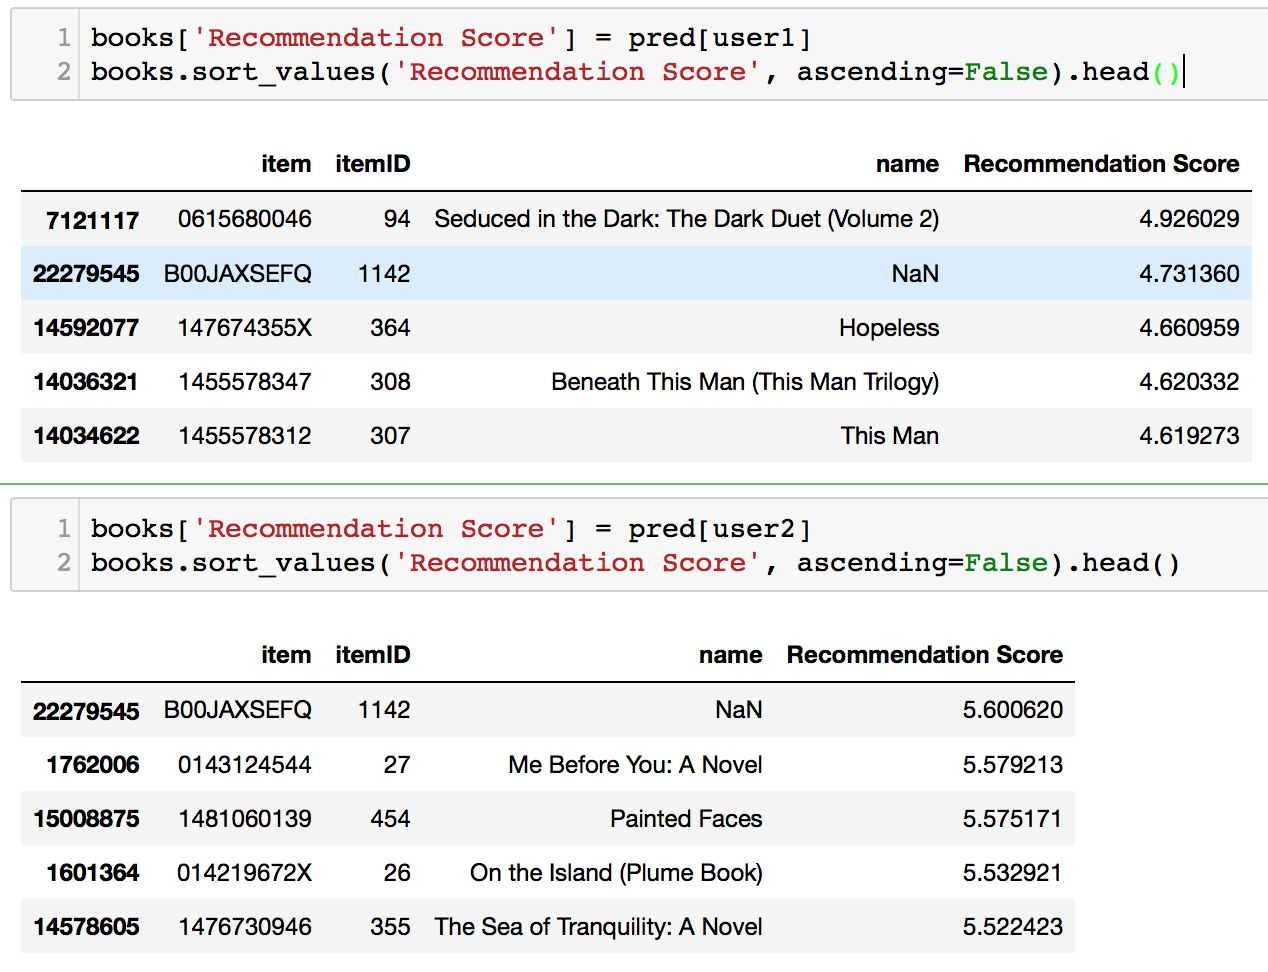 1 books['Recommendation Score'] = pred[user1]
2 books.sort_values('Recommendation Score', ascending=False).head()
item itemID name Recommendation Score
7121117 0615680046 94 Seduced in the Dark: The Dark Duet (Volume 2) 4.926029
22279545 B00JAXSEFQ 1142 NaN 4.731360
14592077 147674355X 364 Hopeless 4.660959
14036321 1455578347 308 Beneath This Man (This Man Trilogy) 4.620332
14034622 1455578312 307 This Man 4.619273
1 books['Recommendation Score'] = pred[user2]
2 books.sort_values('Recommendation Score', ascending=False).head()
item itemID name Recommendation Score
22279545 B00JAXSEFQ 1142 NaN 5.600620
1762006 0143124544 27 Me Before You: A Novel 5.579213
15008875 1481060139 454 Painted Faces 5.575171
1601364 014219672X 26 On the Island (Plume Book) 5.532921
14578605 1476730946 355 The Sea of Tranquility: A Novel 5.522423